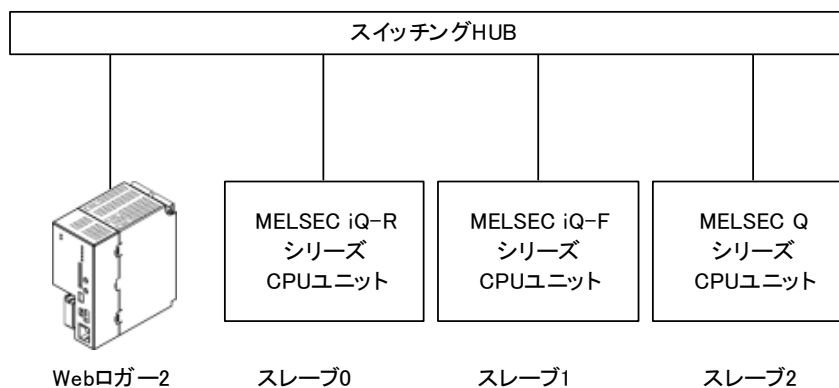 スイッチングHUB
MELSEC iQ-R
シリーズ
CPUユニット
MELSEC iQ-F
シリーズ
CPUユニット
MELSEC Q
シリーズ
CPUユニット
Webロガー2
スレーブ0
スレーブ1
スレーブ2